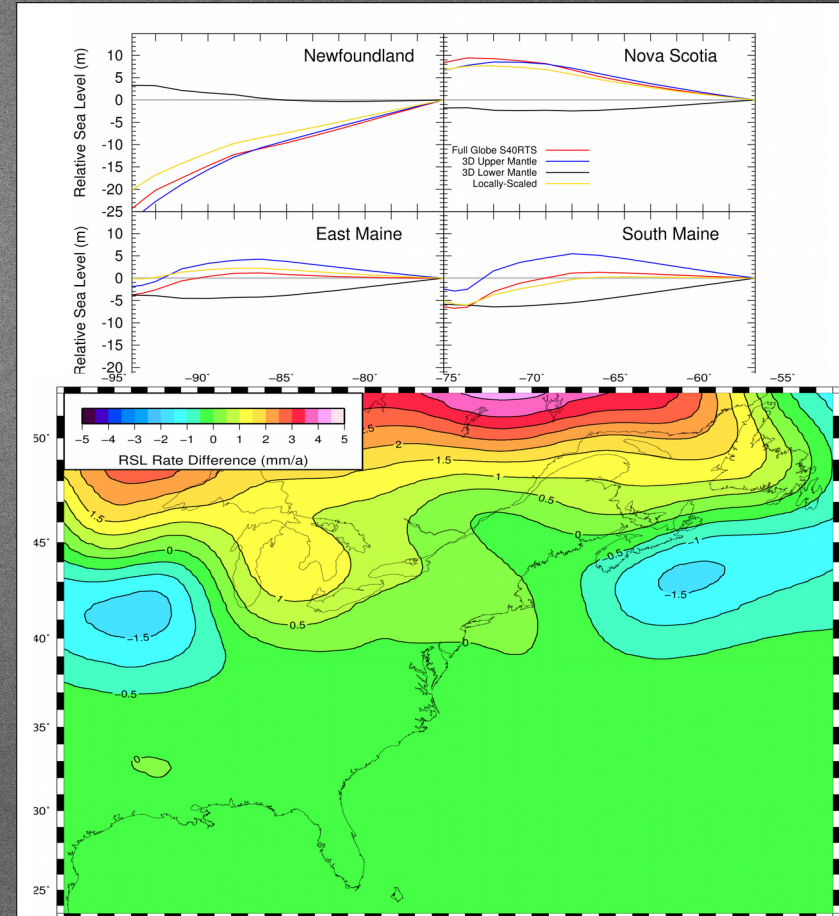 Newfoundland
Nova Scotia
Relative Sea Level (m)
10
5
0
-5
-10
-15
-20
-25
Full Globe S40RTS
3D Upper Mantle
3D Lower Mantle
Locally-Scaled
East Maine
South Maine
Relative Sea Level (m)
10
5
0
-5
-10
-15
-20
−95° −90° −85° −80° −75° −70° −65° −60° −55°
−5 −4 −3 −2 −1 0 1 2 3 4 5
RSL Rate Difference (mm/a)
50°
45°
40°
35°
30°
25°
.5
2
1.5
1
0.5
0
−0.5
−1
−1.5
1.5
0
1
0.5
−1.5
−0.5
0
0